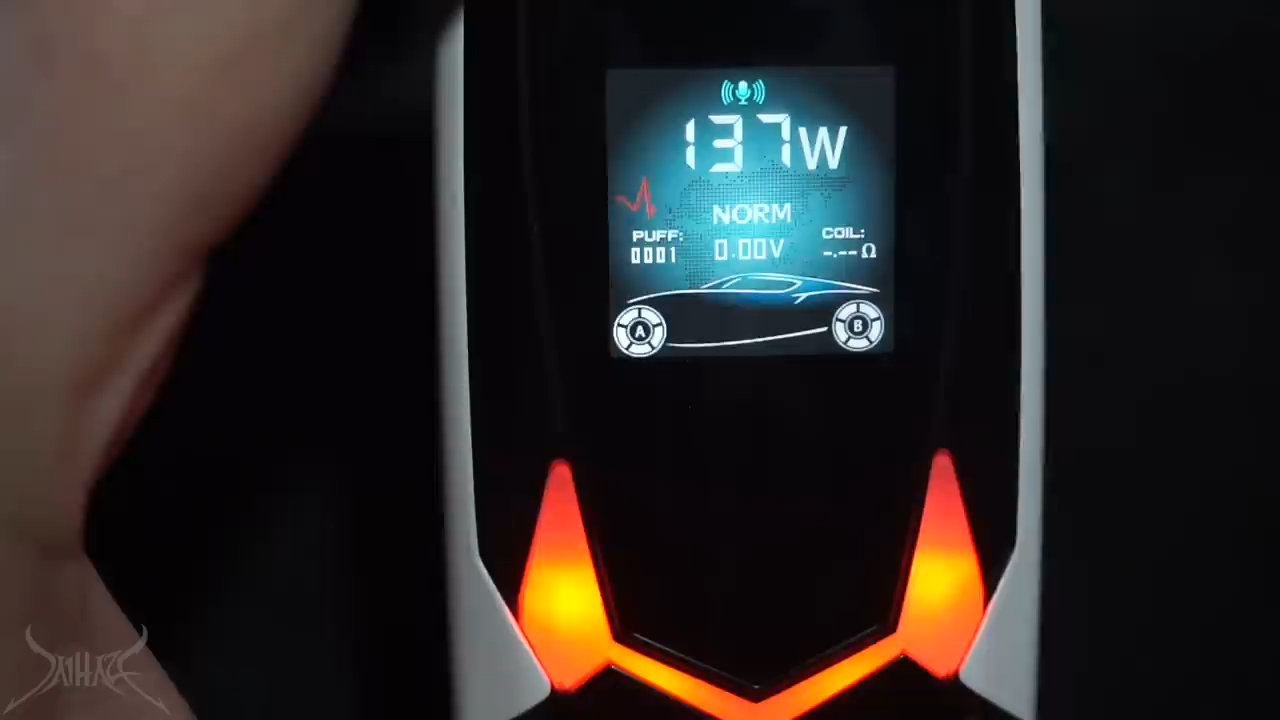 137W
NORM
PUFF: 0.00V COIL:
0001 -.-- Ω
A B